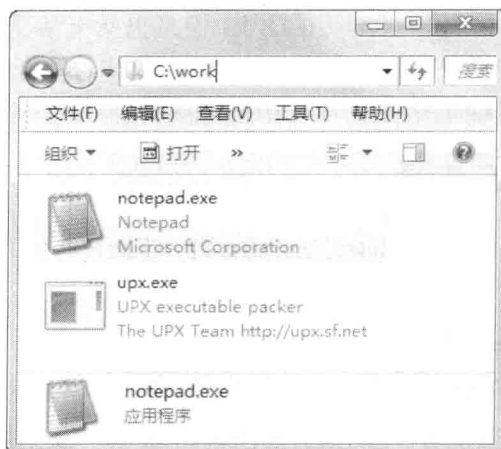 C:\work
搜索
文件(F) 编辑(E) 查看(V) 工具(T) 帮助(H)
组织 打开 »
notepad.exe
Notepad
Microsoft Corporation
upx.exe
UPX executable packer
The UPX Team http://upx.sf.net
notepad.exe
应用程序